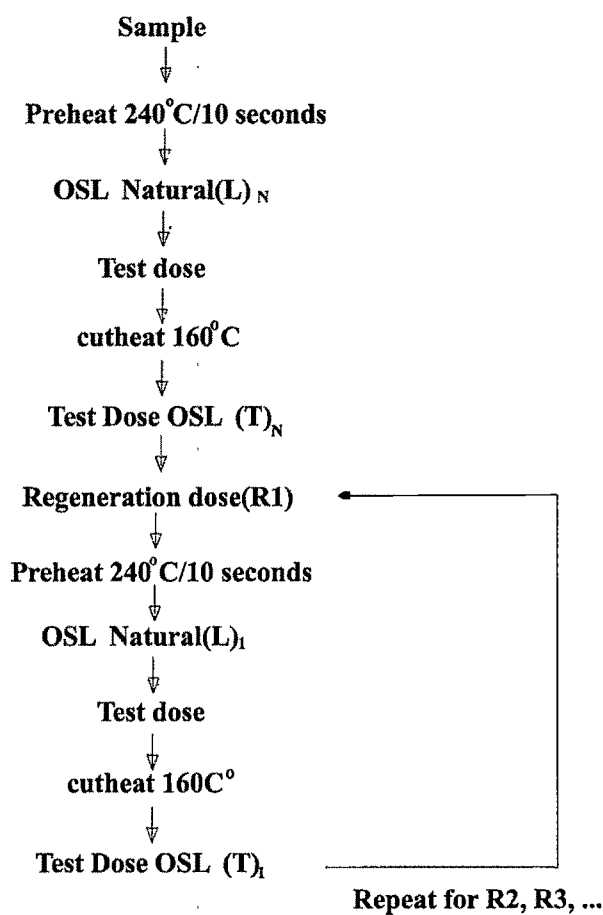 Sample
Preheat 240°C/10 seconds
OSL Natural(L) N
Test dose
cutheat 160°C
Test Dose OSL (T)N
Regeneration dose(R1)
Preheat 240°C/10 seconds
OSL Natural(L)1
Test dose
cutheat 160C°
Test Dose OSL (T)1
Repeat for R2, R3, ...